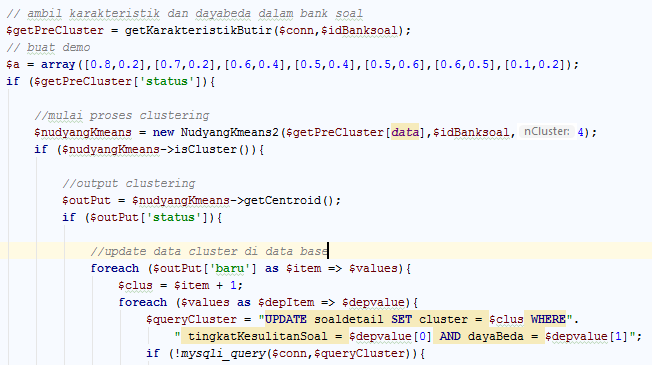 // ambil karakteristik dan dayabeda dalam bank soal
$getPreCluster = getKarakteristikButir($conn,$idBanksoal);
// buat demo
$a = array([0.8,0.2],[0.7,0.2],[0.6,0.4],[0.5,0.4],[0.5,0.6],[0.6,0.5],[0.1,0.2]);
if ($getPreCluster['status']){
//mulai proses clustering
$nudyangKmeans = new NudyangKmeans2($getPreCluster[data],$idBanksoal, nCluster: 4);
if ($nudyangKmeans->isCluster()){
//output clustering
$outPut = $nudyangKmeans->getCentroid();
if ($outPut['status']){
//update data cluster di data base
foreach ($outPut['baru'] as $item => $values){
$clus = $item + 1;
foreach ($values as $depItem => $depvalue){
$queryCluster = "UPDATE soaldetail SET cluster = $clus WHERE".
" tingkatKesulitanSoal = $depvalue[0] AND dayaBeda = $depvalue[1]";
if (!mysqli_query($conn,$queryCluster)){